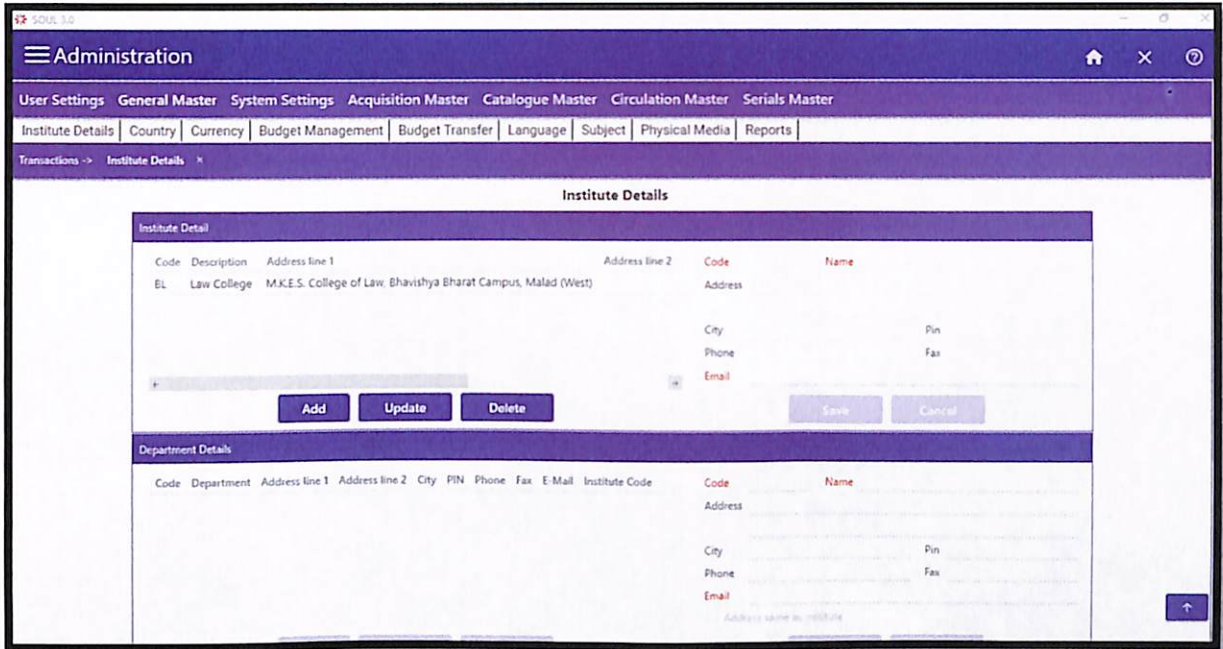 SOUL 3.0
Administration
User Settings General Master System Settings Acquisition Master Catalogue Master Circulation Master Serials Master
Institute Details Country Currency Budget Management Budget Transfer Language Subject Physical Media Reports
Transactions -> Institute Details ×
Institute Details
Institute Detail
Code Description Address line 1 Address line 2 Code Name
BL Law College M.K.E.S. College of Law, Bhavishya Bharat Campus, Malad (West) Address
City Pin
Phone Fax
Email
Add Update Delete Save Cancel
Department Details
Code Department Address line 1 Address line 2 City PIN Phone Fax E-Mail Institute Code Code Name
Address
City Pin
Phone Fax
Email
Address same as institute